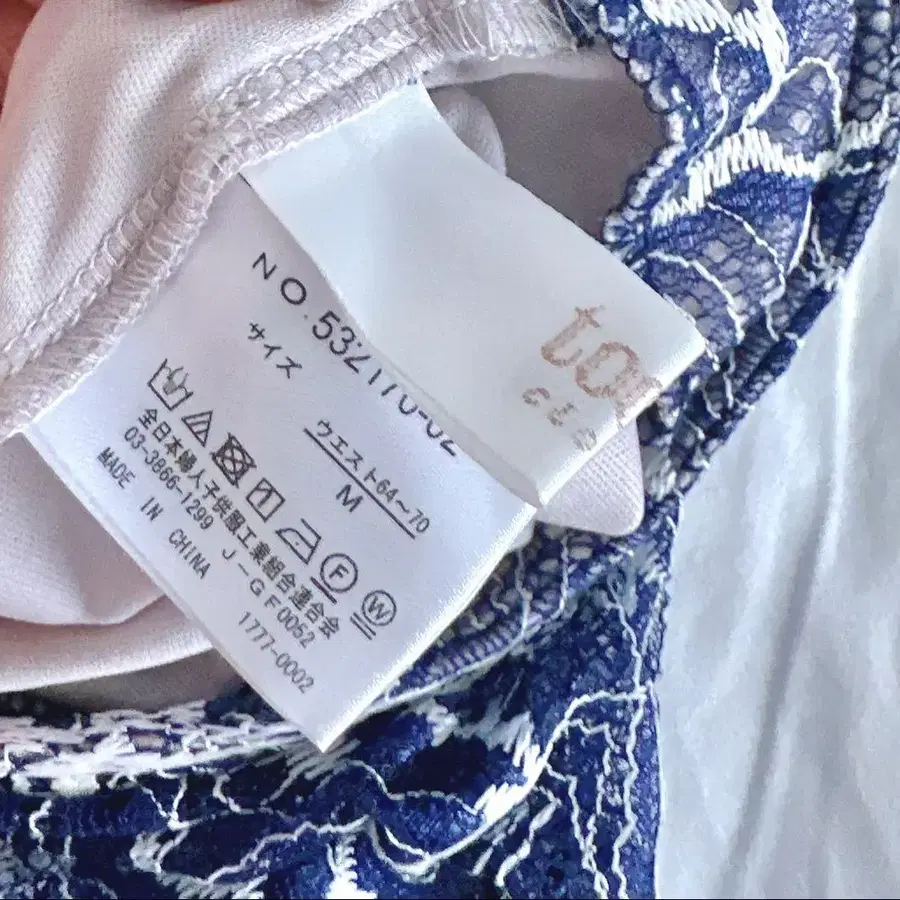 NO.532170-02
サイズ
ウエスト64～70
M
全日本婦人子供服工業組合連合会
03-3866-1299 J-GF0052
MADE IN CHINA
1777-0002
F
W